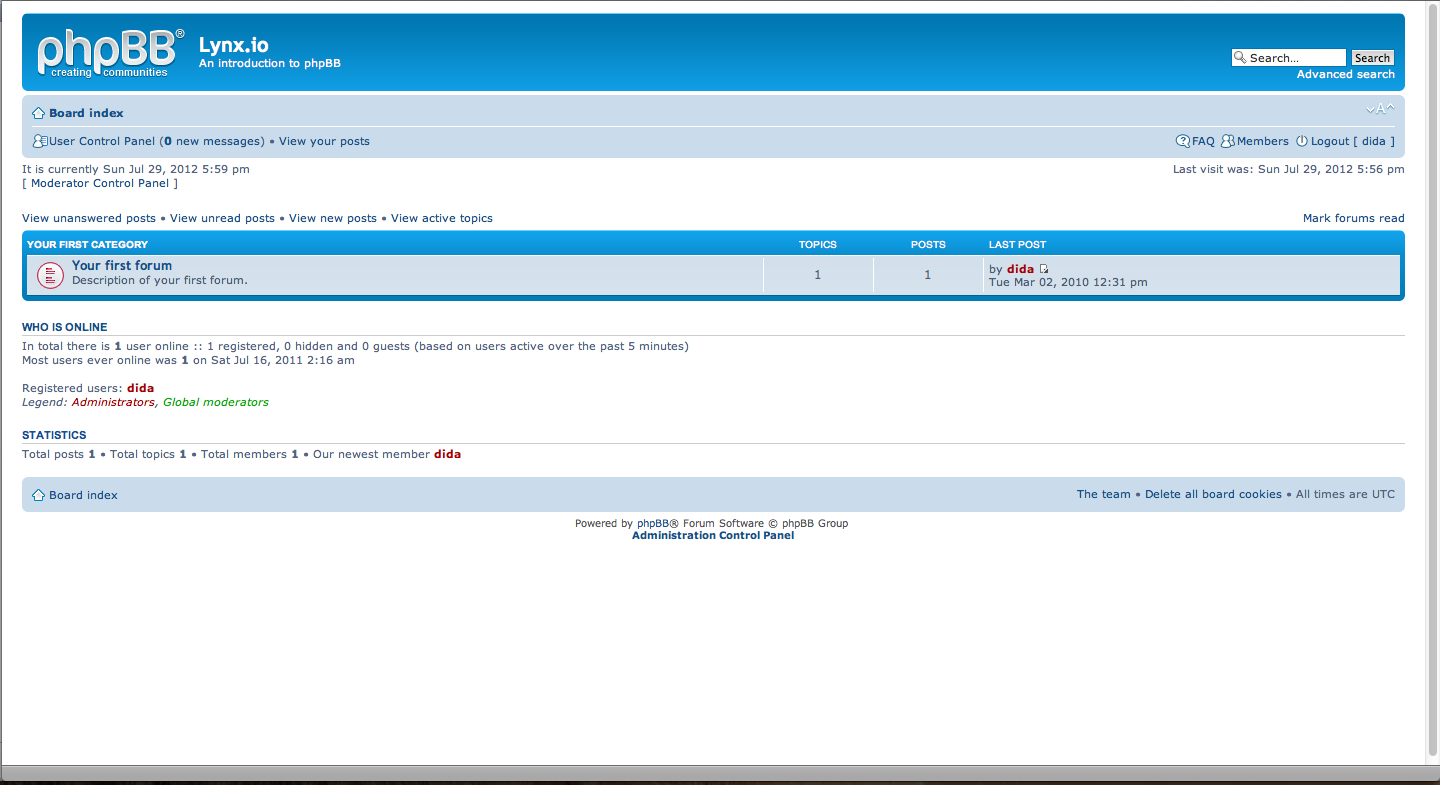 phpBB®
creating communities
Lynx.io
An introduction to phpBB
Search...
Search
Advanced search
Board index
A
User Control Panel (0 new messages) • View your posts
FAQ Members Logout [ dida ]
It is currently Sun Jul 29, 2012 5:59 pm
Last visit was: Sun Jul 29, 2012 5:56 pm
[ Moderator Control Panel ]
View unanswered posts • View unread posts • View new posts • View active topics
Mark forums read
YOUR FIRST CATEGORY TOPICS POSTS LAST POST
Your first forum
Description of your first forum.
1
1
by dida
Tue Mar 02, 2010 12:31 pm
WHO IS ONLINE
In total there is 1 user online :: 1 registered, 0 hidden and 0 guests (based on users active over the past 5 minutes)
Most users ever online was 1 on Sat Jul 16, 2011 2:16 am
Registered users: dida
Legend: Administrators, Global moderators
STATISTICS
Total posts 1 • Total topics 1 • Total members 1 • Our newest member dida
Board index
The team • Delete all board cookies • All times are UTC
Powered by phpBB® Forum Software © phpBB Group
Administration Control Panel